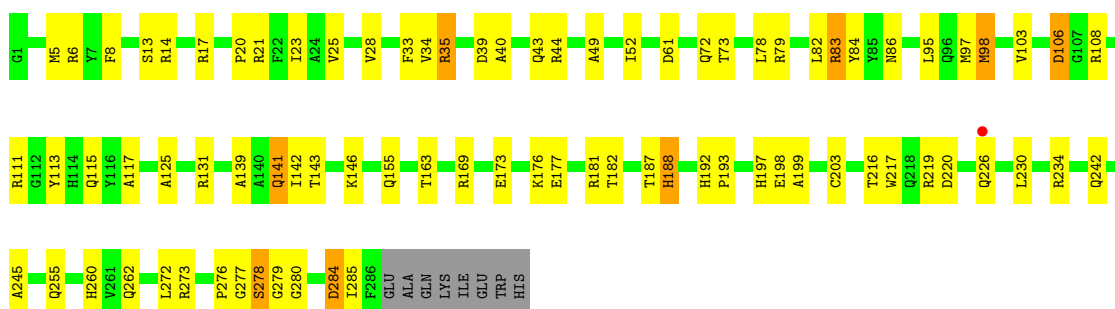 G1 M5 R6 Y7 F8 S13 R14 R17 P20 R21 F22 I23 A24 V25 V28 F33 V34 R35 D39 A40 Q43 R44 A49 I52 D61 Q72 T73 L78 R79 L82 R83 Y84 Y85 N86 L95 Q96 M97 M98 V103 D106 G107 R108
R111 G112 Y113 H114 Q115 Y116 A117 A125 R131 A139 A140 Q141 I142 T143 K146 Q155 T163 R169 E173 K176 E177 R181 T182 T187 H188 H192 P193 H197 E198 A199 C203 T216 W217 Q218 R219 D220 Q226 L230 R234 Q242
A245 Q255 H260 V261 Q262 L272 R273 P276 G277 S278 G279 G280 D284 I285 F286 GLU ALA GLN LYS ILE GLU TRP HIS